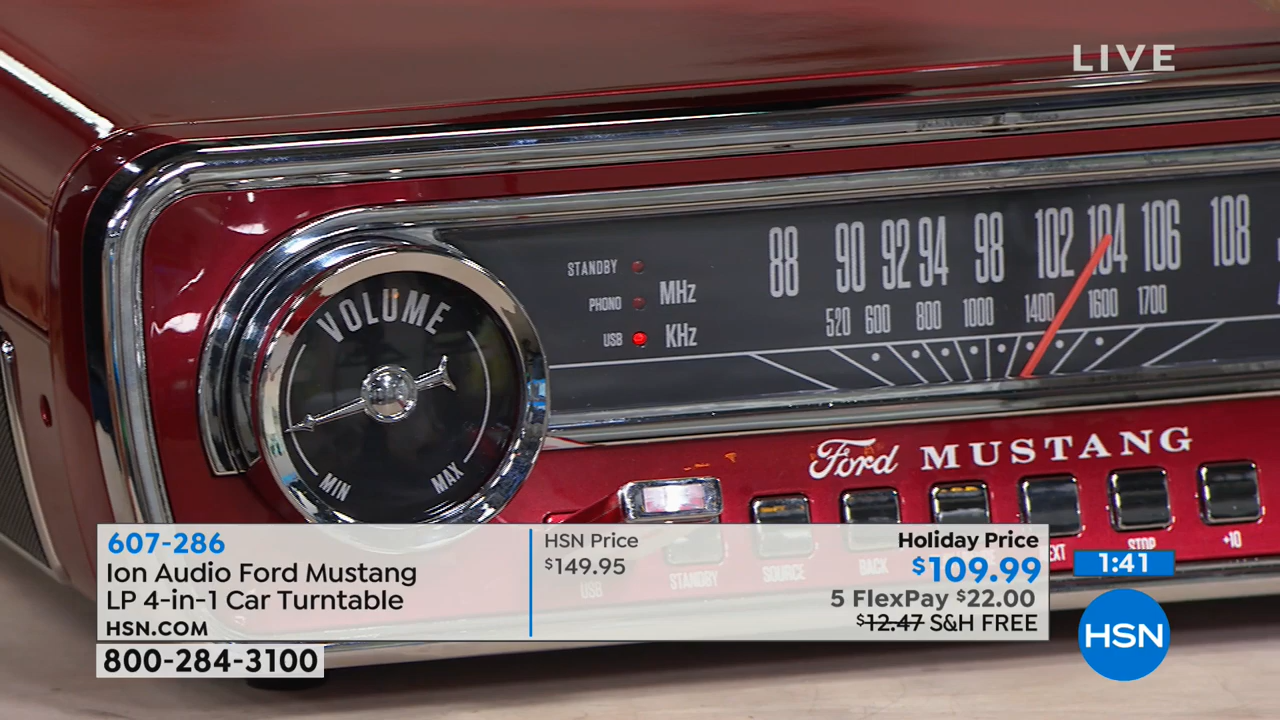 LIVE
VOLUME
MIN
MAX
STANDBY
PHONO
USB
MHz
KHz
88 90 92 94 98 102 104 106 108
520 600 800 1000 1400 1600 1700
Ford MUSTANG
USB
STANDBY
SOURCE
BACK
STOP
+10
607-286
Ion Audio Ford Mustang
LP 4-in-1 Car Turntable
HSN.COM
800-284-3100
HSN Price
$149.95
Holiday Price
$109.99
5 FlexPay $22.00
$12.47 S&H FREE
1:41
HSN